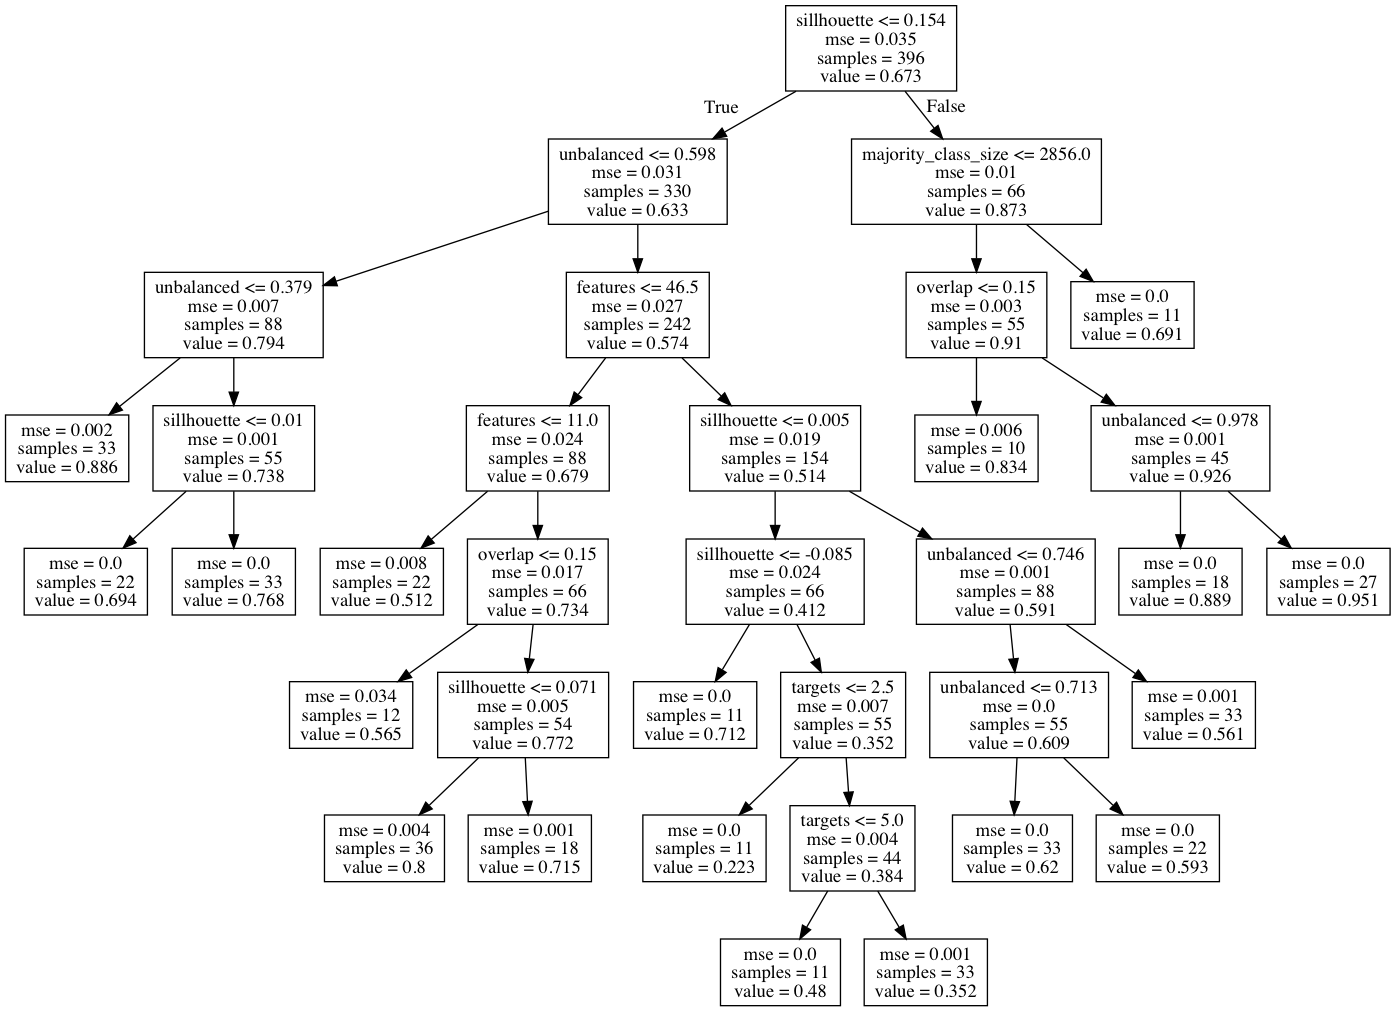 sillhouette <= 0.154
mse = 0.035
samples = 396
value = 0.673
True
False
unbalanced <= 0.598
mse = 0.031
samples = 330
value = 0.633
majority_class_size <= 2856.0
mse = 0.01
samples = 66
value = 0.873
unbalanced <= 0.379
mse = 0.007
samples = 88
value = 0.794
features <= 46.5
mse = 0.027
samples = 242
value = 0.574
overlap <= 0.15
mse = 0.003
samples = 55
value = 0.91
mse = 0.0
samples = 11
value = 0.691
mse = 0.002
samples = 33
value = 0.886
sillhouette <= 0.01
mse = 0.001
samples = 55
value = 0.738
features <= 11.0
mse = 0.024
samples = 88
value = 0.679
sillhouette <= 0.005
mse = 0.019
samples = 154
value = 0.514
mse = 0.006
samples = 10
value = 0.834
unbalanced <= 0.978
mse = 0.001
samples = 45
value = 0.926
mse = 0.0
samples = 22
value = 0.694
mse = 0.0
samples = 33
value = 0.768
mse = 0.008
samples = 22
value = 0.512
overlap <= 0.15
mse = 0.017
samples = 66
value = 0.734
sillhouette <= -0.085
mse = 0.024
samples = 66
value = 0.412
unbalanced <= 0.746
mse = 0.001
samples = 88
value = 0.591
mse = 0.0
samples = 18
value = 0.889
mse = 0.0
samples = 27
value = 0.951
mse = 0.034
samples = 12
value = 0.565
sillhouette <= 0.071
mse = 0.005
samples = 54
value = 0.772
mse = 0.0
samples = 11
value = 0.712
targets <= 2.5
mse = 0.007
samples = 55
value = 0.352
unbalanced <= 0.713
mse = 0.0
samples = 55
value = 0.609
mse = 0.001
samples = 33
value = 0.561
mse = 0.004
samples = 36
value = 0.8
mse = 0.001
samples = 18
value = 0.715
mse = 0.0
samples = 11
value = 0.223
targets <= 5.0
mse = 0.004
samples = 44
value = 0.384
mse = 0.0
samples = 33
value = 0.62
mse = 0.0
samples = 22
value = 0.593
mse = 0.0
samples = 11
value = 0.48
mse = 0.001
samples = 33
value = 0.352